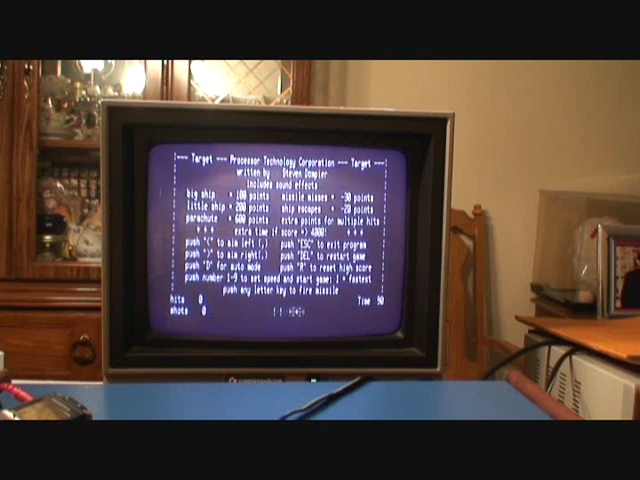 --- Target --- Processor Technology Corporation --- Target ---
written by Steven Dompier
includes sound effects
big ship = 100 points missile misses = -30 points
little ship = 200 points ship escapes = -20 points
parachute = 600 points extra points for multiple hits
+ + + extra time if score => 4000! + + +
push "(" to aim left(,) push "ESC" to exit program
push ")" to aim right(.) push "DEL" to restart game
push "D" for auto mode push "R" to reset high score
push number 1-9 to set speed and start game: 1 = fastest
push any letter key to fire missile
hits 0 Time 90
shots 0
commodore